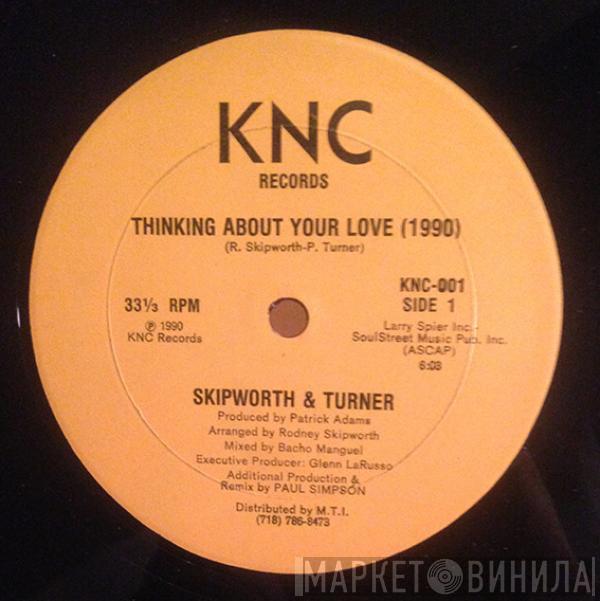 KNC
RECORDS
THINKING ABOUT YOUR LOVE (1990)
(R. Skipworth-P. Turner)
33⅓ RPM
℗ 1990
KNC Records
KNC-001
SIDE 1
Larry Spier Inc.-
SoulStreet Music Pub. Inc.
(ASCAP)
6:03
SKIPWORTH & TURNER
Produced by Patrick Adams
Arranged by Rodney Skipworth
Mixed by Bacho Manguel
Executive Producer: Glenn LaRusso
Additional Production &
Remix by PAUL SIMPSON
Distributed by M.T.I.
(718) 786-8473
МАРКЕТ ВИНИЛА